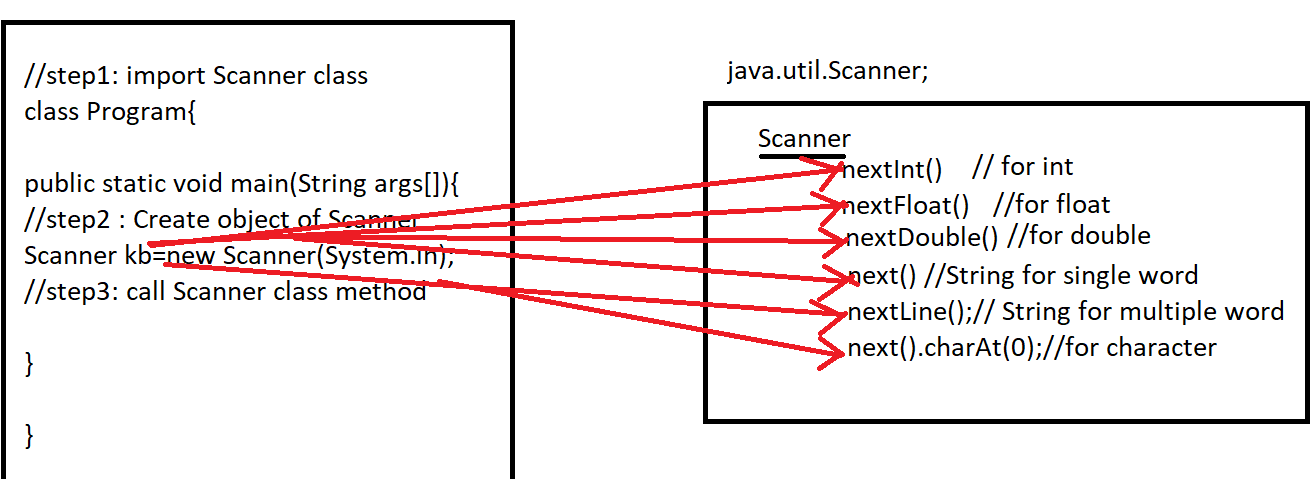 //step1: import Scanner class
class Program{
public static void main(String args[]){
//step2 : Create object of Scanner
Scanner kb=new Scanner(System.in);
//step3: call Scanner class method
}
}
java.util.Scanner;
Scanner
nextInt() // for int
nextFloat() //for float
nextDouble() //for double
next() //String for single word
nextLine();// String for multiple word
next().charAt(0);//for character